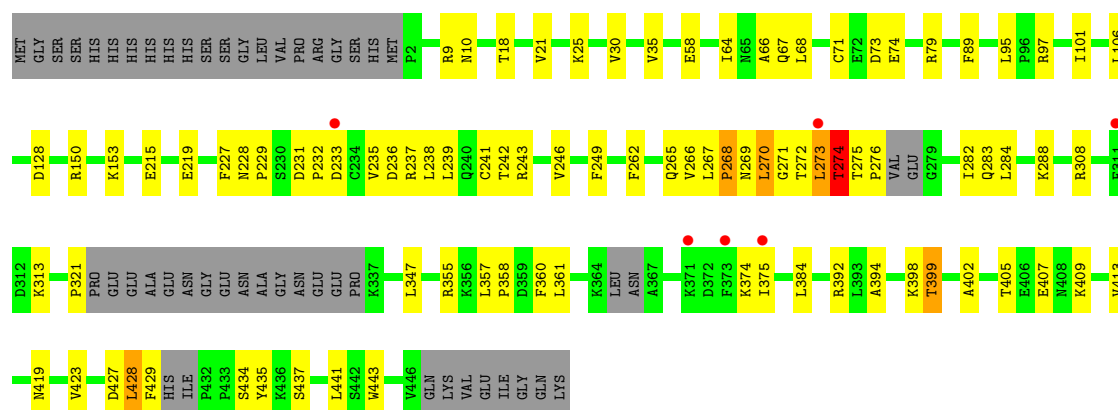 MET GLY SER SER HIS HIS HIS HIS HIS HIS SER SER GLY LEU VAL PRO ARG GLY SER HIS MET P2 R9 N10 T18 V21 K25 V30 V35 E58 I64 N65 A66 Q67 L68 C71 E72 D73 E74 R79 F89 L95 P96 R97 I101
D128 R150 K153 E215 E219 F227 N228 P229 S230 D231 P232 D233 C234 V235 D236 R237 L238 L239 Q240 C241 T242 R243 V246 F249 F262 Q265 V266 L267 P268 N269 L270 G271 T272 L273 T274 T275 P276 VAL GLU G279 I282 Q283 L284 K288 R308
D312 K313 P321 PRO GLU GLU ALA GLU ASN GLY GLU ASN ALA GLY ASN GLU GLU PRO K337 L347 R355 K356 L357 P358 D359 F360 L361 K364 LEU ASN A367 K371 D372 F373 K374 I375 L384 R392 L393 A394 K398 T399 A402 T405 E406 E407 N408 K409
N419 V423 D427 L428 F429 HIS ILE P432 P433 S434 Y435 K436 S437 L441 S442 W443 V446 GLN LYS VAL GLU ILE GLY GLN LYS